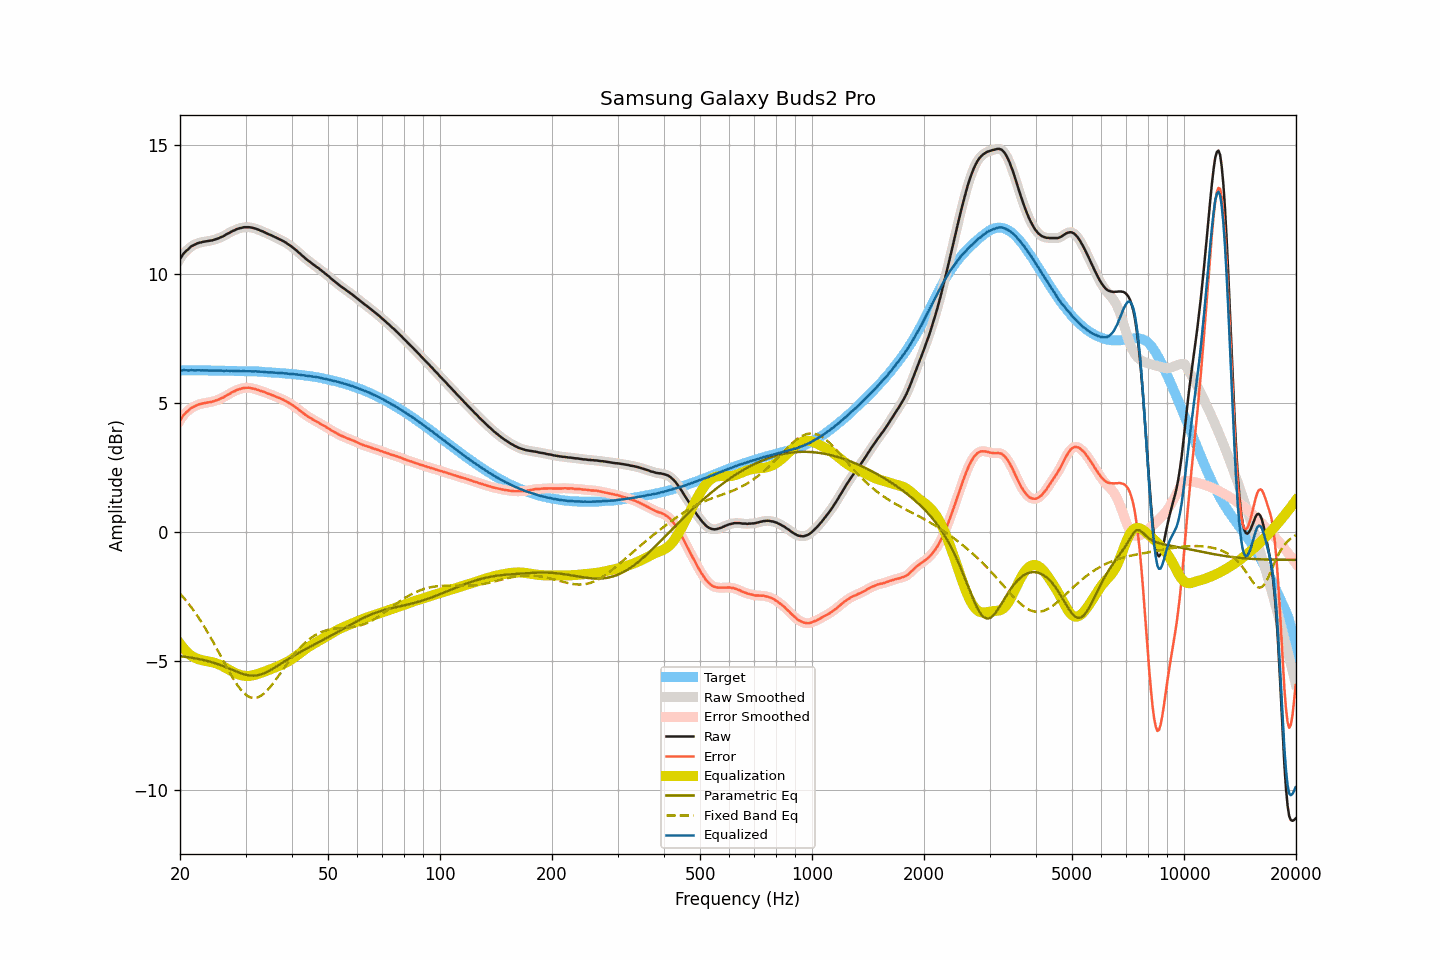 Samsung Galaxy Buds2 Pro
15
10
5
0
−5
−10
Amplitude (dBr)
Target
Raw Smoothed
Error Smoothed
Raw
Error
Equalization
Parametric Eq
Fixed Band Eq
Equalized
20 50 100 200 500 1000 2000 5000 10000 20000
Frequency (Hz)